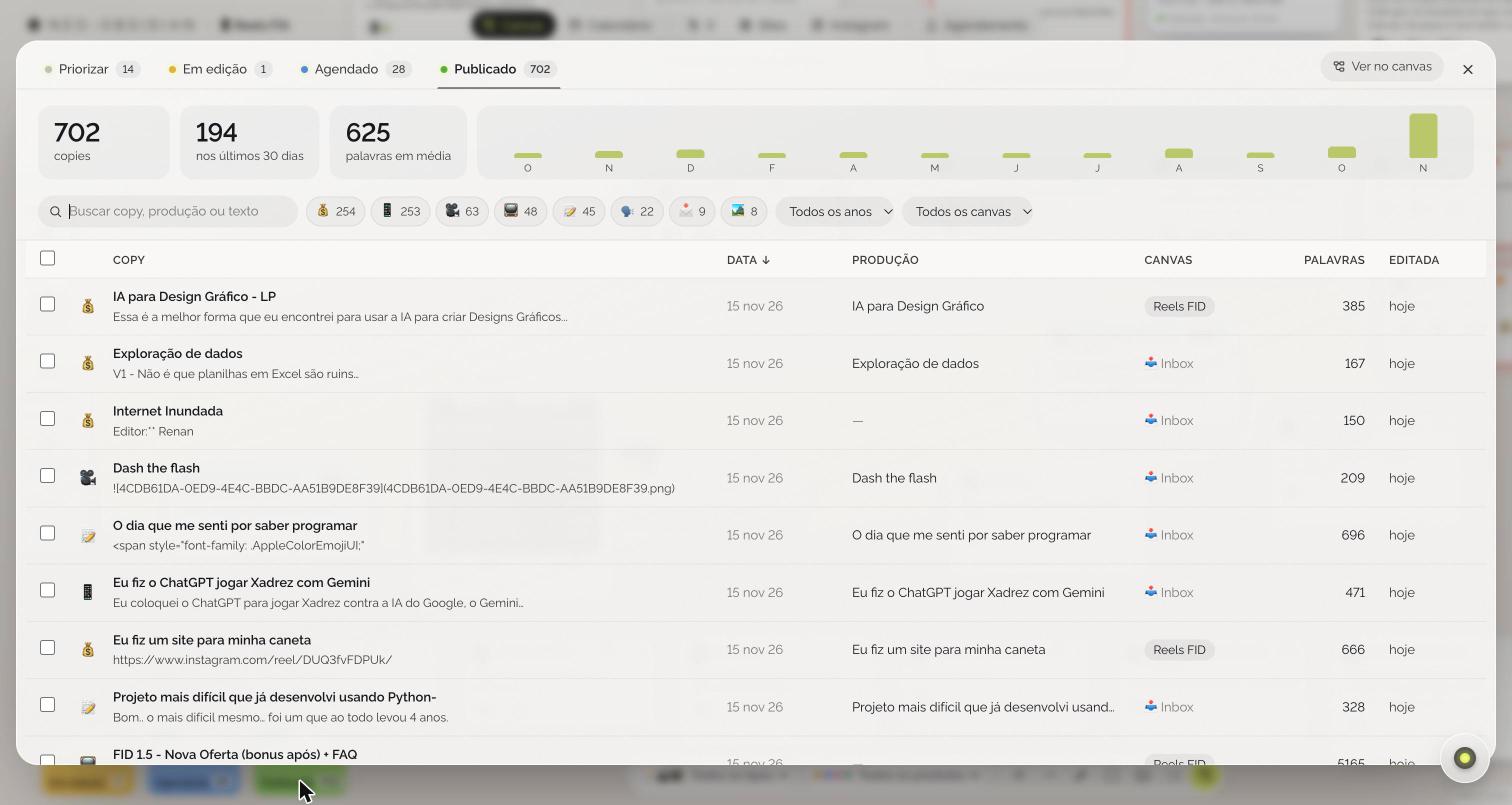 Reels FID
Priorizar 14
Em edição 1
Agendado 28
Publicado 702
Ver no canvas
702
copies
194
nos últimos 30 dias
625
palavras em média
O N D F A M J J A S O N
Buscar copy, produção ou texto
254
253
63
48
45
22
9
8
Todos os anos
Todos os canvas
COPY DATA ↓ PRODUÇÃO CANVAS PALAVRAS EDITADA
IA para Design Gráfico - LP
Essa é a melhor forma que eu encontrei para usar a IA para criar Designs Gráficos...
15 nov 26 IA para Design Gráfico Reels FID 385 hoje
Exploração de dados
V1 - Não é que planilhas em Excel são ruins...
15 nov 26 Exploração de dados Inbox 167 hoje
Internet Inundada
Editor:** Renan
15 nov 26 — Inbox 150 hoje
Dash the flash
![4CDB61DA-0ED9-4E4C-BBDC-AA51B9DE8F39](4CDB61DA-0ED9-4E4C-BBDC-AA51B9DE8F39.png)
15 nov 26 Dash the flash Inbox 209 hoje
O dia que me senti por saber programar
<span style="font-family: .AppleColorEmojiUI;"
15 nov 26 O dia que me senti por saber programar Inbox 696 hoje
Eu fiz o ChatGPT jogar Xadrez com Gemini
Eu coloquei o ChatGPT para jogar Xadrez contra a IA do Google, o Gemini...
15 nov 26 Eu fiz o ChatGPT jogar Xadrez com Gemini Inbox 471 hoje
Eu fiz um site para minha caneta
https://www.instagram.com/reel/DUQ3fvFDPUk/
15 nov 26 Eu fiz um site para minha caneta Reels FID 666 hoje
Projeto mais difícil que já desenvolvi usando Python-
Bom.. o mais difícil mesmo... foi um que ao todo levou 4 anos.
15 nov 26 Projeto mais difícil que já desenvolvi usand... Inbox 328 hoje
FID 1.5 - Nova Oferta (bonus após) + FAQ
15 nov 26 — Reels FID 5165 hoje